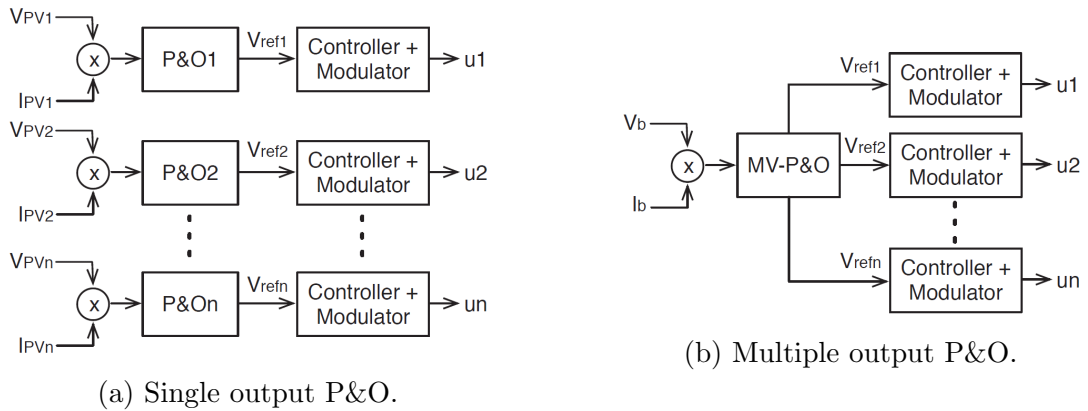 VPV1
x
IPV1
P&O1
Vref1
Controller +
Modulator
u1
VPV2
x
IPV2
P&O2
Vref2
Controller +
Modulator
u2
VPVn
x
IPVn
P&On
Vrefn
Controller +
Modulator
un
(a) Single output P&O.
Vb
x
Ib
MV-P&O
Vref1
Controller +
Modulator
u1
Vref2
Controller +
Modulator
u2
Vrefn
Controller +
Modulator
un
(b) Multiple output P&O.